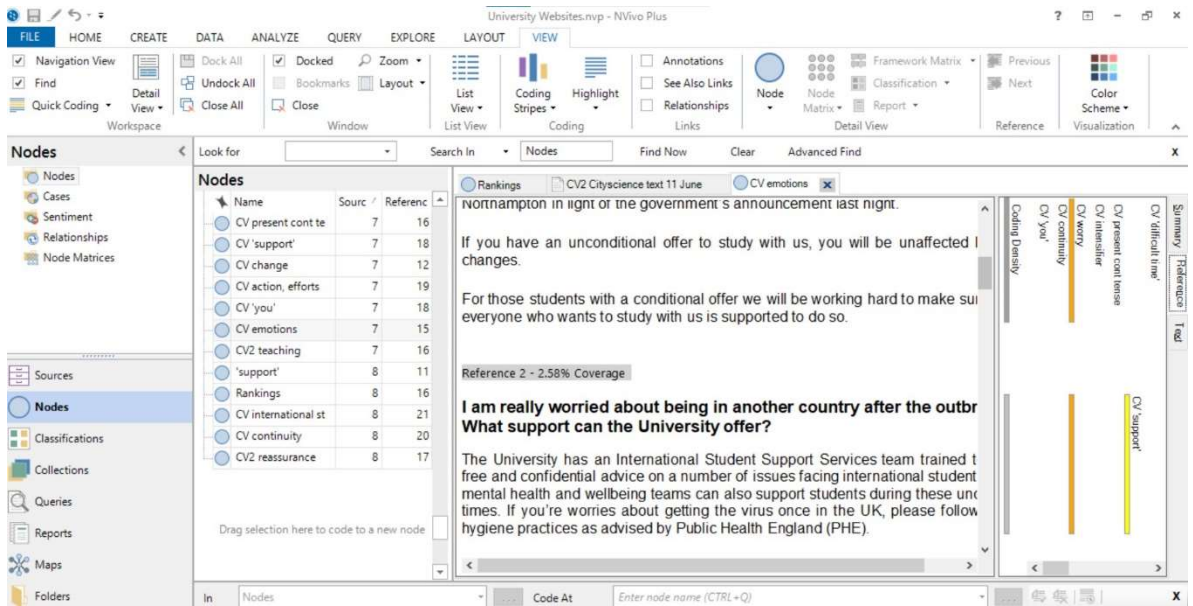 University Websites.nvp - NVivo Plus
FILE HOME CREATE DATA ANALYZE QUERY EXPLORE LAYOUT VIEW
Navigation View
Find
Quick Coding
Detail View
Workspace
Dock All
Undock All
Close All
Docked
Bookmarks
Close
Zoom
Layout
Window
List View
List View
Coding Stripes
Highlight
Coding
Annotations
See Also Links
Relationships
Links
Node
Node Matrix
Framework Matrix
Classification
Report
Detail View
Previous
Next
Reference
Color Scheme
Visualization
Nodes
Look for Search In Nodes Find Now Clear Advanced Find X
Nodes
Cases
Sentiment
Relationships
Node Matrices
Sources
Nodes
Classifications
Collections
Queries
Reports
Maps
Folders
Nodes
Name Sourc Referenc
CV present cont te 7 16
CV 'support' 7 18
CV change 7 12
CV action, efforts 7 19
CV 'you' 7 18
CV emotions 7 15
CV2 teaching 7 16
'support' 8 11
Rankings 8 16
CV international st 8 21
CV continuity 8 20
CV2 reassurance 8 17
Drag selection here to code to a new node
Rankings CV2 Cityscience text 11 June CV emotions
Northampton in light of the government's announcement last night.
If you have an unconditional offer to study with us, you will be unaffected
changes.
For those students with a conditional offer we will be working hard to make sur
everyone who wants to study with us is supported to do so.
Reference 2 - 2.58% Coverage
I am really worried about being in another country after the outbr
What support can the University offer?
The University has an International Student Support Services team trained t
free and confidential advice on a number of issues facing international student
mental health and wellbeing teams can also support students during these unc
times. If you're worries about getting the virus once in the UK, please follow
hygiene practices as advised by Public Health England (PHE).
Coding Density
CV 'you'
CV continuity
CV worry
CV intensifier
CV present cont tense
CV 'difficult time'
CV 'support'
Summary
Reference
Text
In Nodes Code At Enter node name (CTRL+Q) X